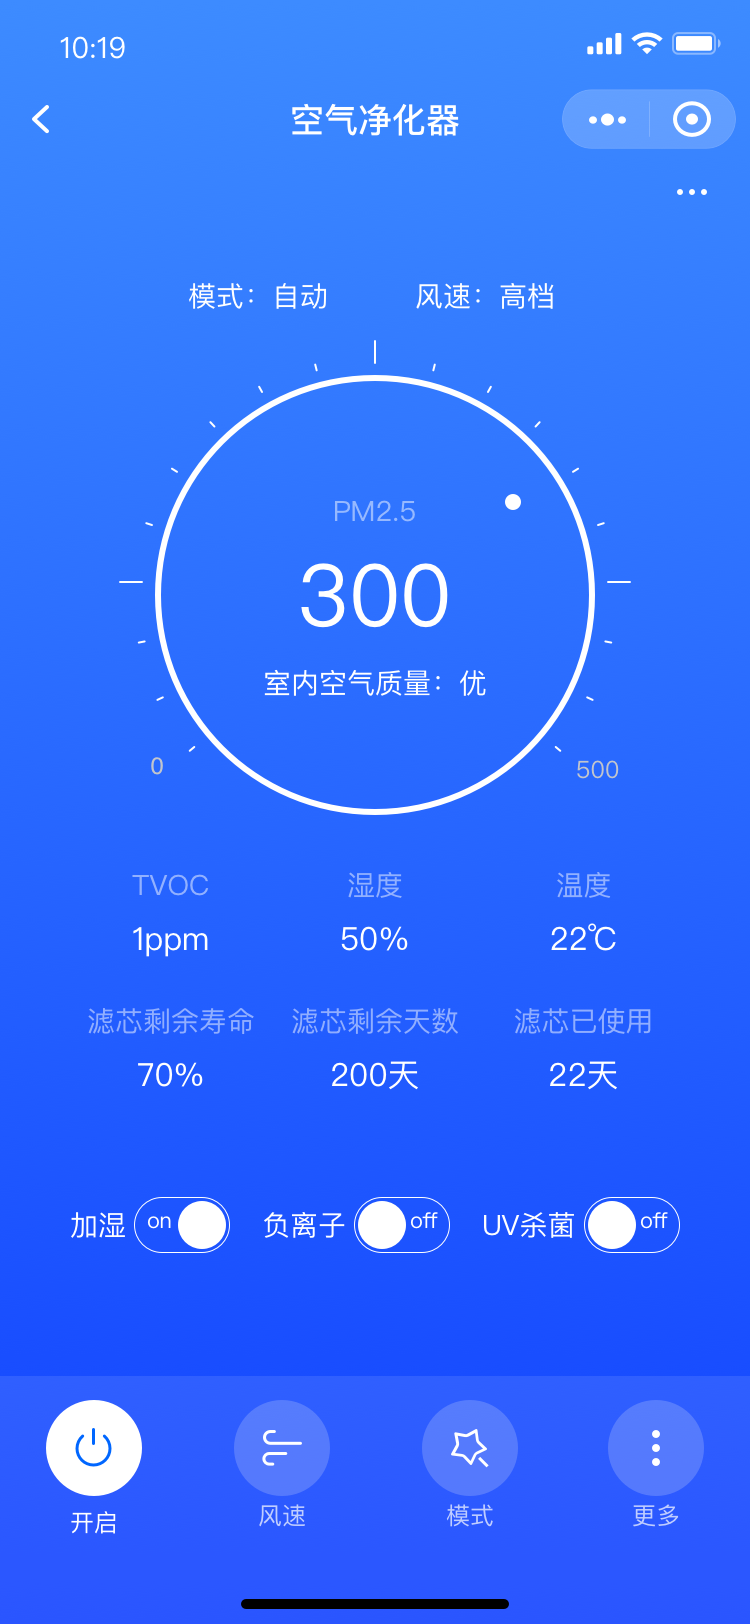 10:19
空气净化器
模式：自动 风速：高档
PM2.5
300
室内空气质量：优
0 500
TVOC 湿度 温度
1ppm 50% 22℃
滤芯剩余寿命 滤芯剩余天数 滤芯已使用
70% 200天 22天
加湿 on 负离子 off UV杀菌 off
开启 风速 模式 更多